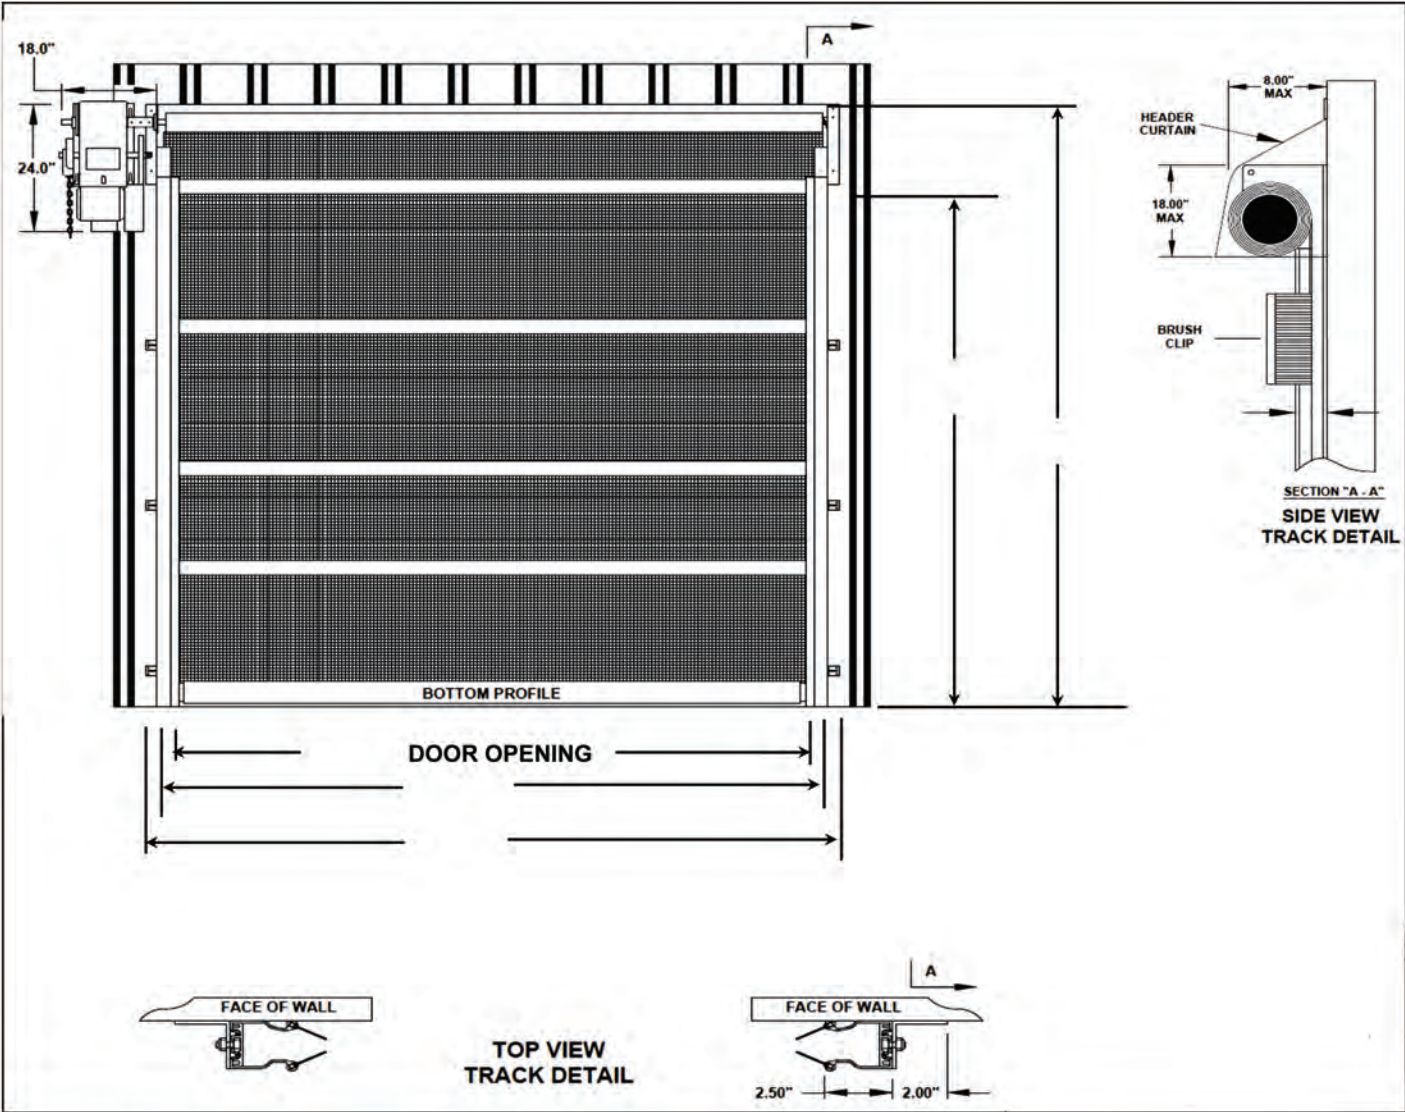 18.0"
A
24.0"
8.00"
MAX
HEADER
CURTAIN
18.00"
MAX
BRUSH
CLIP
SECTION "A - A"
SIDE VIEW
TRACK DETAIL
BOTTOM PROFILE
DOOR OPENING
A
FACE OF WALL
FACE OF WALL
TOP VIEW
TRACK DETAIL
2.50"
2.00"